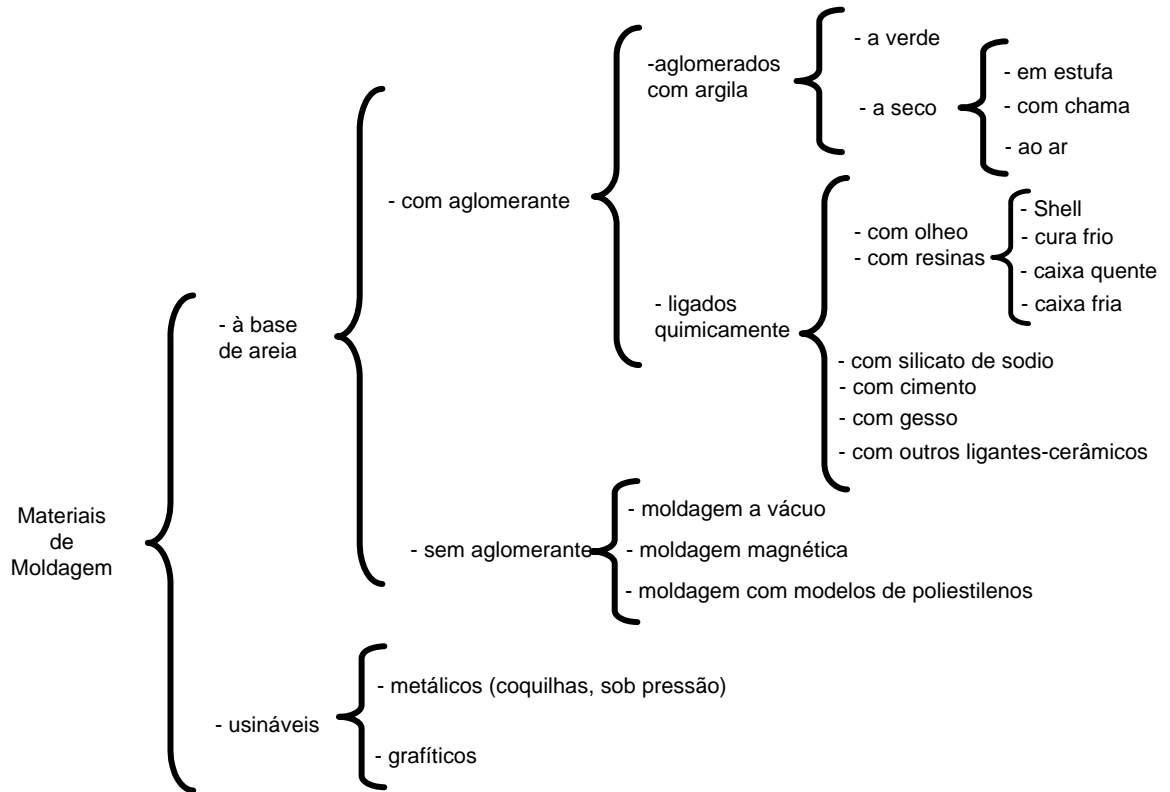 Materiais
de
Moldagem
- à base
de areia
- com aglomerante
-aglomerados
com argila
- a verde
- a seco
- em estufa
- com chama
- ao ar
- ligados
quimicamente
- com olheo
- com resinas
- Shell
- cura frio
- caixa quente
- caixa fria
- com silicato de sodio
- com cimento
- com gesso
- com outros ligantes-cerâmicos
- sem aglomerante
- moldagem a vácuo
- moldagem magnética
- moldagem com modelos de poliestilenos
- usináveis
- metálicos (coquilhas, sob pressão)
- grafíticos